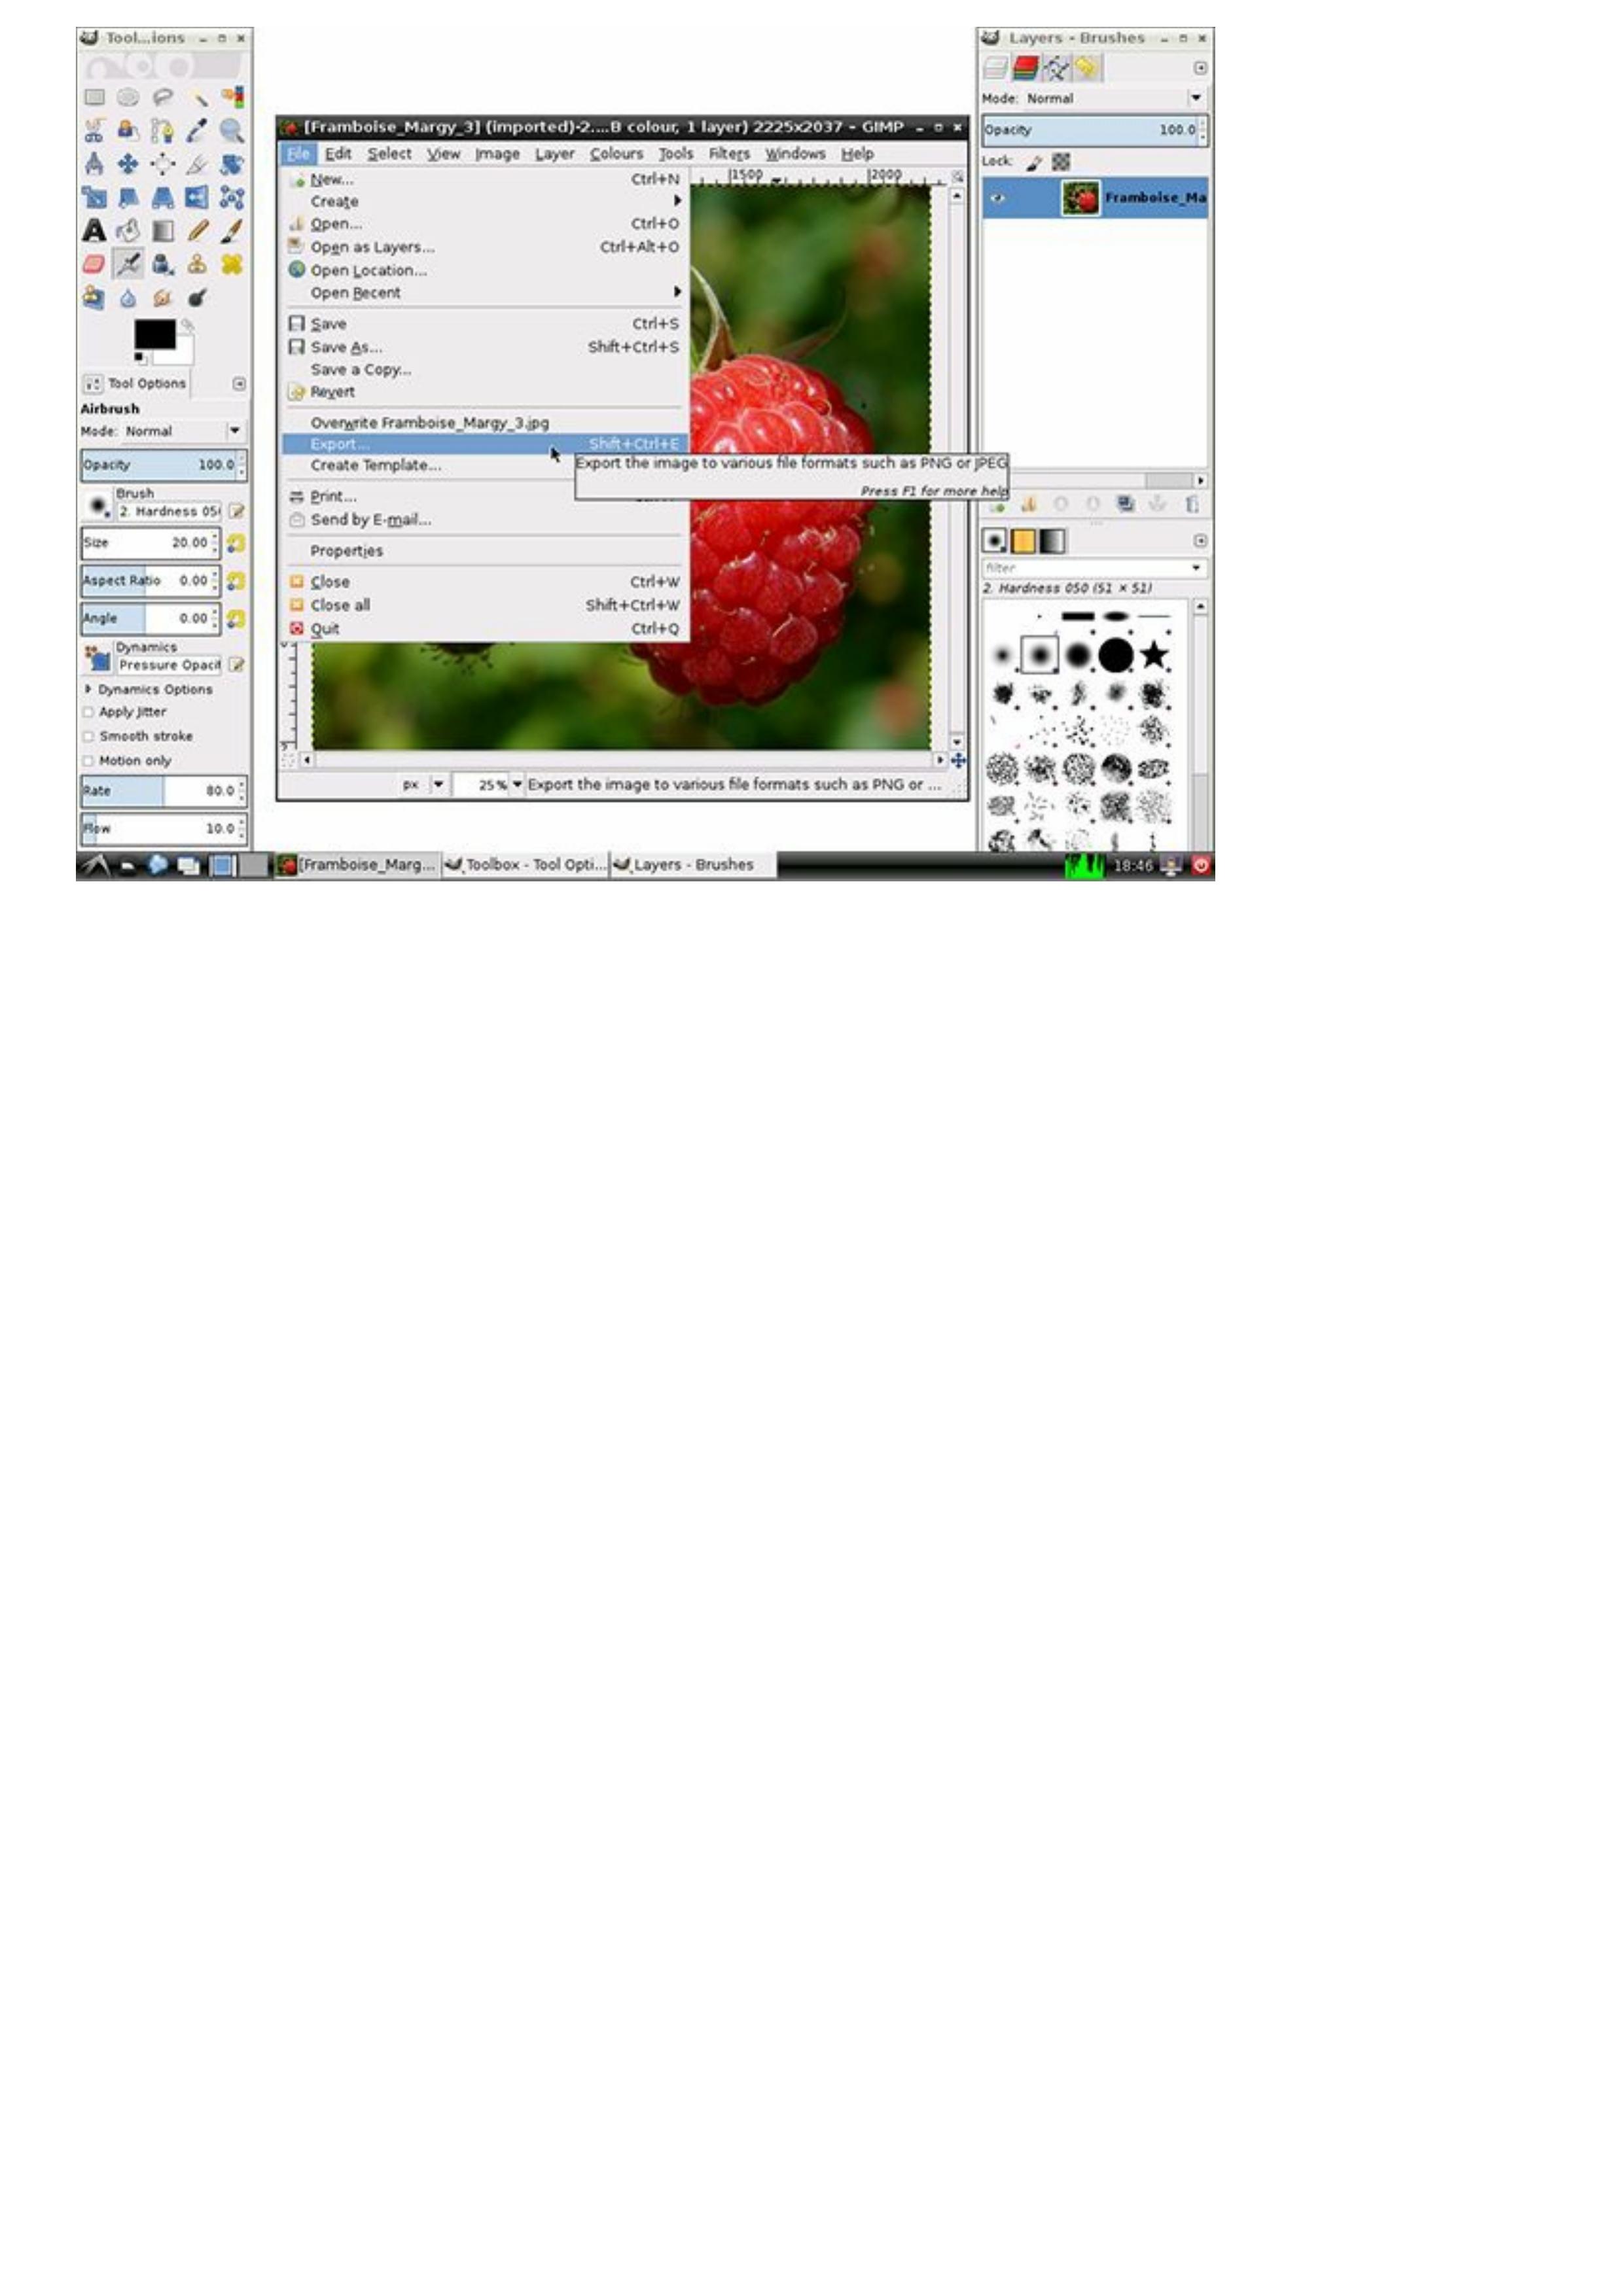 Tool...ions
Airbrush
Tool Options
Mode: Normal
Opacity 100.0
Brush
2. Hardness 05
Size 20.00
Aspect Ratio 0.00
Angle 0.00
Dynamics
Pressure Opacit
Dynamics Options
Apply Jitter
Smooth stroke
Motion only
Rate 80.0
Flow 10.0
[Framboise_Margy_3] (imported)-2....B colour, 1 layer) 2225x2037 – GIMP
File Edit Select View Image Layer Colours Tools Filters Windows Help
1500 2000
New... Ctrl+N
Create
Open... Ctrl+O
Open as Layers... Ctrl+Alt+O
Open Location...
Open Recent
Save Ctrl+S
Save As... Shift+Ctrl+S
Save a Copy...
Revert
Overwrite Framboise_Margy_3.jpg
Export... Shift+Ctrl+E
Create Template...
Print...
Send by E-mail...
Properties
Close Ctrl+W
Close all Shift+Ctrl+W
Quit Ctrl+Q
Export the image to various file formats such as PNG or JPEG
Press F1 for more help
px 25% Export the image to various file formats such as PNG or ...
Layers - Brushes
Mode: Normal
Opacity 100.0
Lock:
Framboise_Ma
filter
2. Hardness 050 (51 × 51)
[Framboise_Marg... Toolbox - Tool Opti... Layers - Brushes 18:46